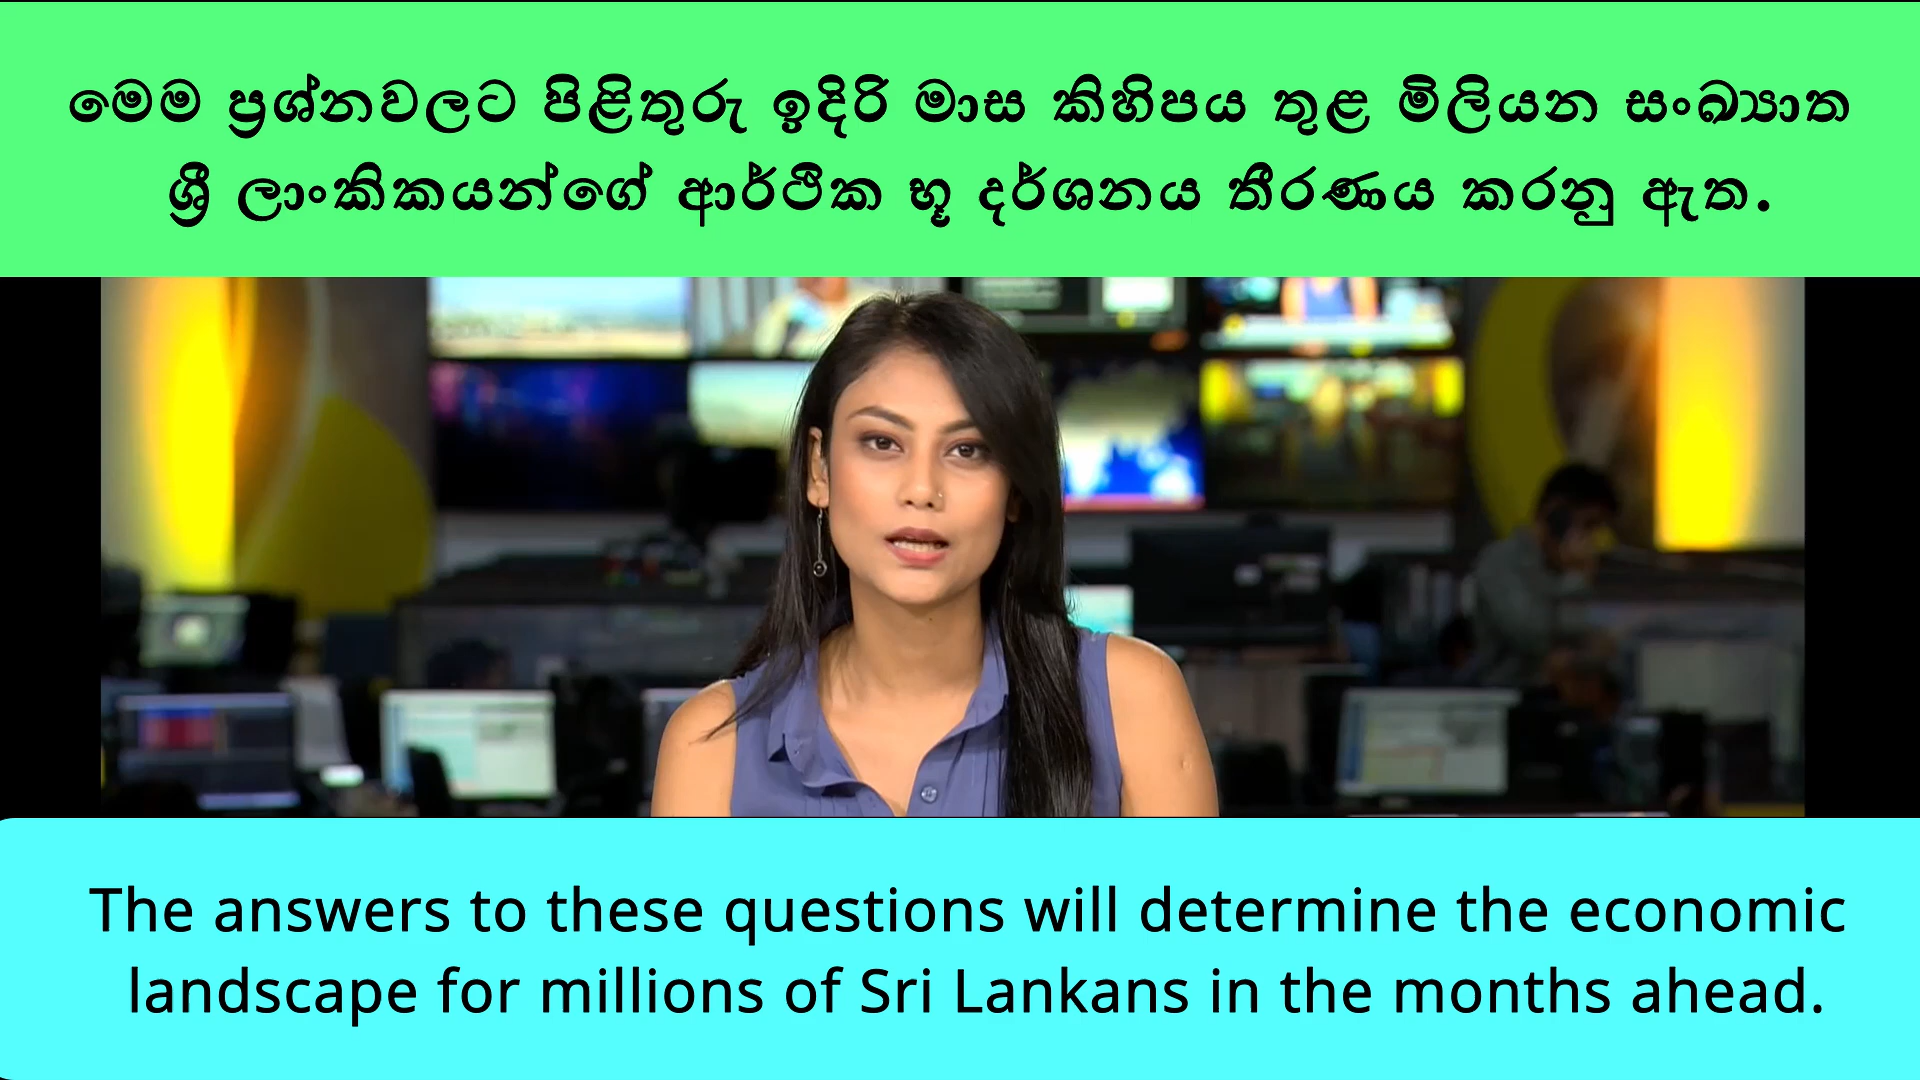 මෙම ප්‍රශ්නවලට පිළිතුරු ඉදිරි මාස කිහිපය තුළ මිලියන සංඛ්‍යාත
ශ්‍රී ලාංකිකයන්ගේ ආර්ථික භූ දර්ශනය තීරණය කරනු ඇත.
The answers to these questions will determine the economic
landscape for millions of Sri Lankans in the months ahead.